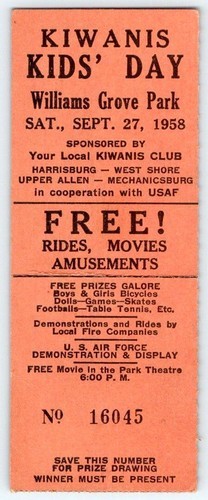 KIWANIS
KIDS' DAY
Williams Grove Park
SAT., SEPT. 27, 1958
SPONSORED BY
Your Local KIWANIS CLUB
HARRISBURG — WEST SHORE
UPPER ALLEN — MECHANICSBURG
in cooperation with USAF
FREE!
RIDES, MOVIES
AMUSEMENTS
FREE PRIZES GALORE
Boys & Girls Bicycles
Dolls—Games—Skates
Footballs—Table Tennis, Etc.
Demonstrations and Rides by
Local Fire Companies
U. S. AIR FORCE
DEMONSTRATION & DISPLAY
FREE Movie in the Park Theatre
6:00 P. M.
No 16045
SAVE THIS NUMBER
FOR PRIZE DRAWING
WINNER MUST BE PRESENT